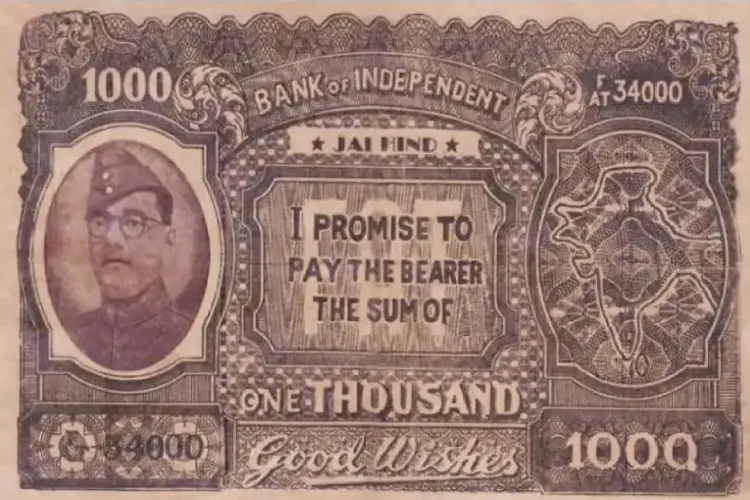 1000
BANK OF INDEPENDENT
F/AT 34000
★ JAI HIND ★
I PROMISE TO
PAY THE BEARER
THE SUM OF
ONE THOUSAND
34000
Good Wishes
1000